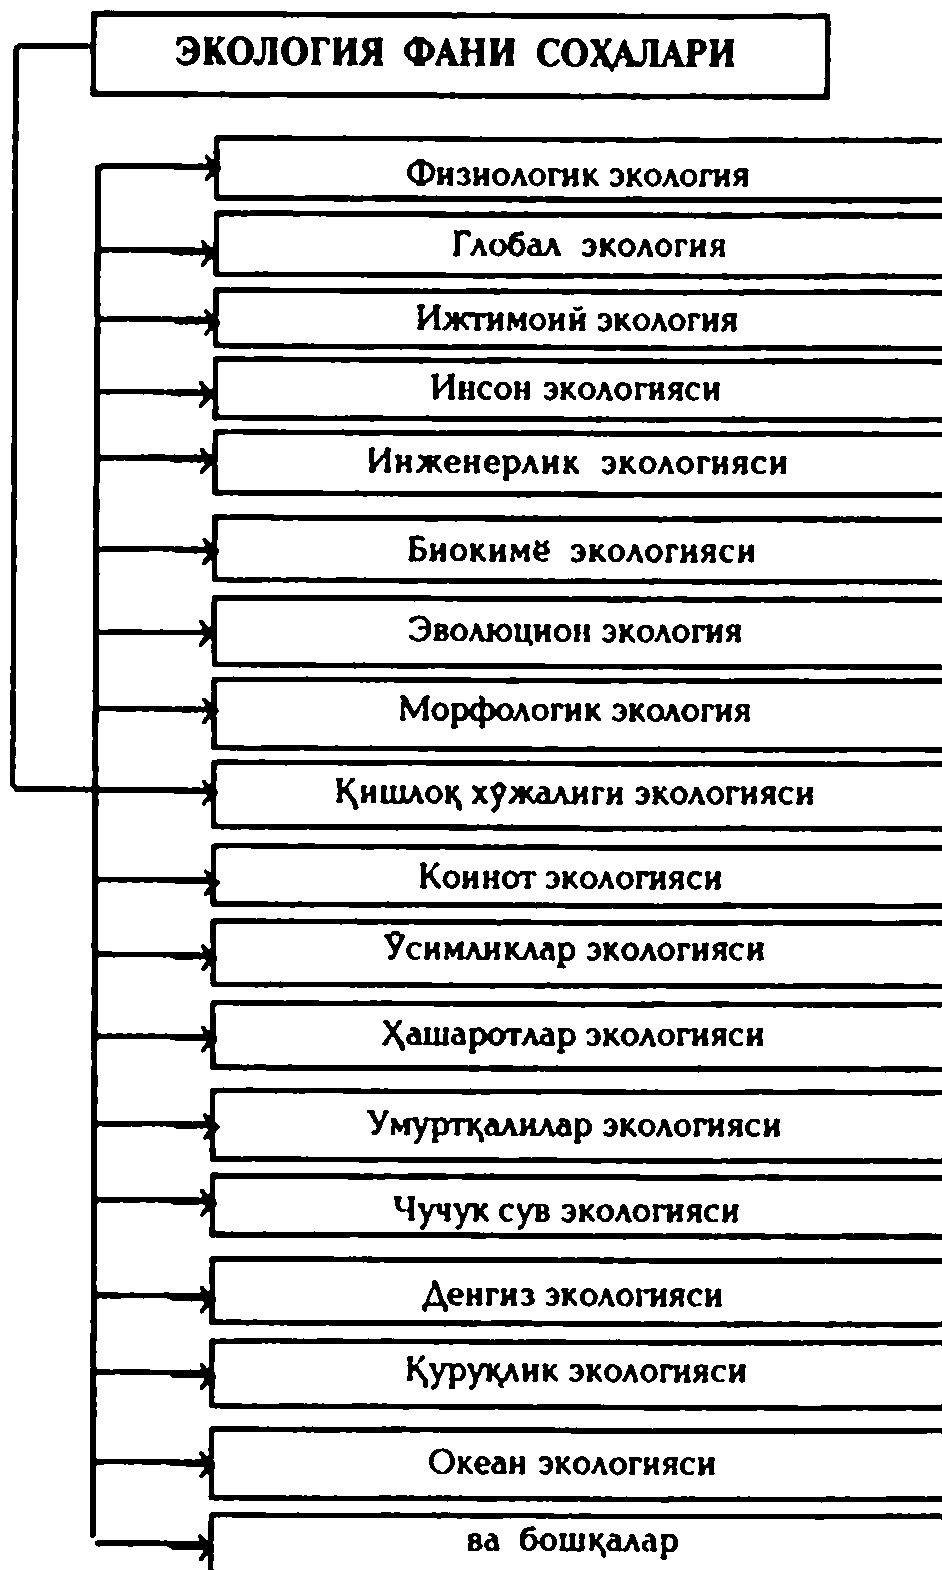 ЭКОЛОГИЯ ФАНИ СОҲАЛАРИ
Физиологик экология
Глобал экология
Ижтимоий экология
Инсон экологияси
Инженерлик экологияси
Биокимё экологияси
Эволюцион экология
Морфологик экология
Қишлоқ хўжалиги экологияси
Коинот экологияси
Ўсимликлар экологияси
Ҳашаротлар экологияси
Умуртқалилар экологияси
Чучук сув экологияси
Денгиз экологияси
Қуруқлик экологияси
Океан экологияси
ва бошқалар